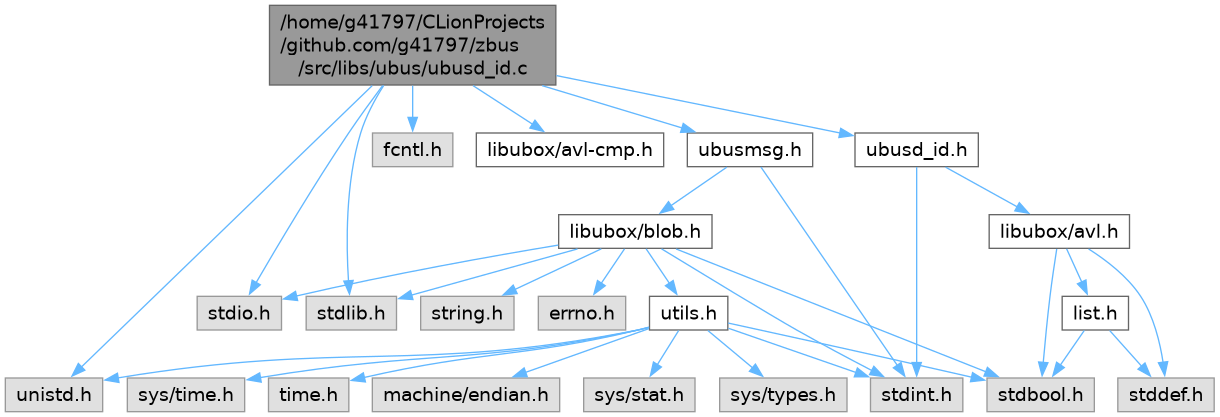 /home/g41797/CLionProjects
/github.com/g41797/zbus
/src/libs/ubus/ubusd_id.c
fcntl.h
libubox/avl-cmp.h
ubusmsg.h
ubusd_id.h
libubox/blob.h
libubox/avl.h
stdio.h
stdlib.h
string.h
errno.h
utils.h
list.h
unistd.h
sys/time.h
time.h
machine/endian.h
sys/stat.h
sys/types.h
stdint.h
stdbool.h
stddef.h